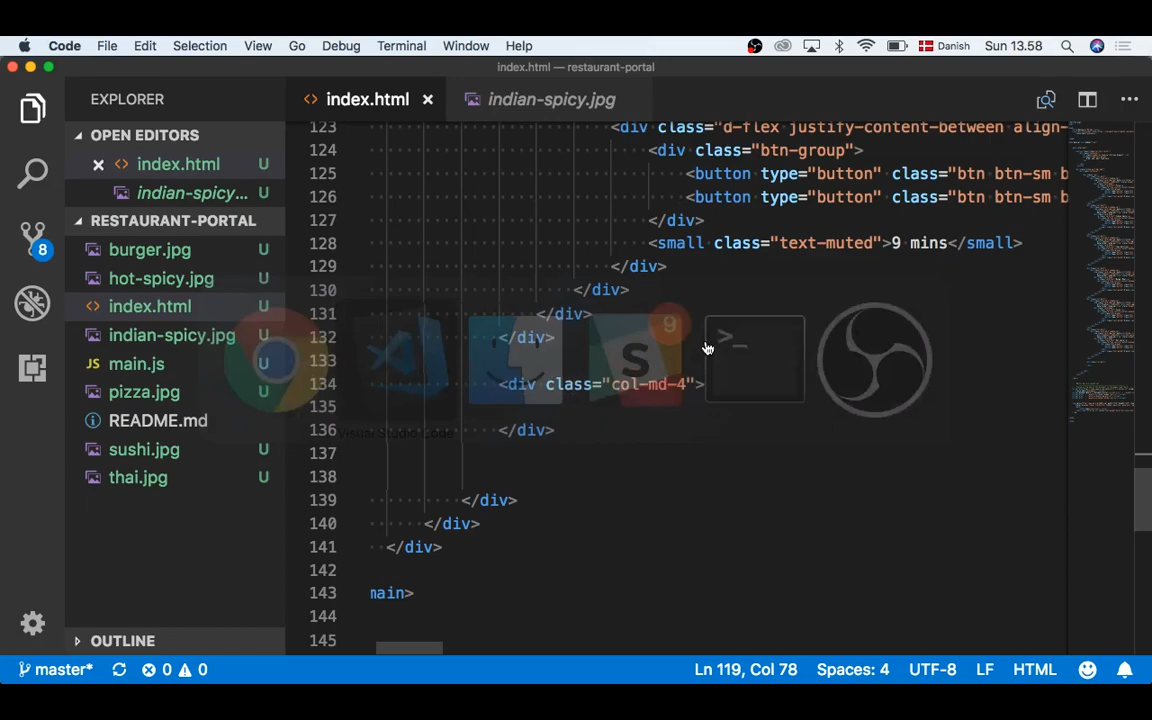 Code File Edit Selection View Go Debug Terminal Window Help Danish Sun 13.58
index.html — restaurant-portal
EXPLORER
index.html
indian-spicy.jpg
OPEN EDITORS
index.html U
indian-spicy... U
RESTAURANT-PORTAL
burger.jpg U
hot-spicy.jpg U
index.html U
indian-spicy.jpg U
JS main.js U
pizza.jpg U
README.md
sushi.jpg U
thai.jpg U
OUTLINE
8
123 <div class="d-flex justify-content-between align-
124 <div class="btn-group">
125 <button type="button" class="btn btn-sm b
126 <button type="button" class="btn btn-sm b
127 </div>
128 <small class="text-muted">9 mins</small>
129 </div>
130 </div>
131 </div>
132 </div>
133
134 <div class="col-md-4">
135
136 </div>
137
138
139 </div>
140 </div>
141 </div>
142
143 main>
144
145
9
S
>_
Visual Studio Code
master* 0 0 Ln 119, Col 78 Spaces: 4 UTF-8 LF HTML